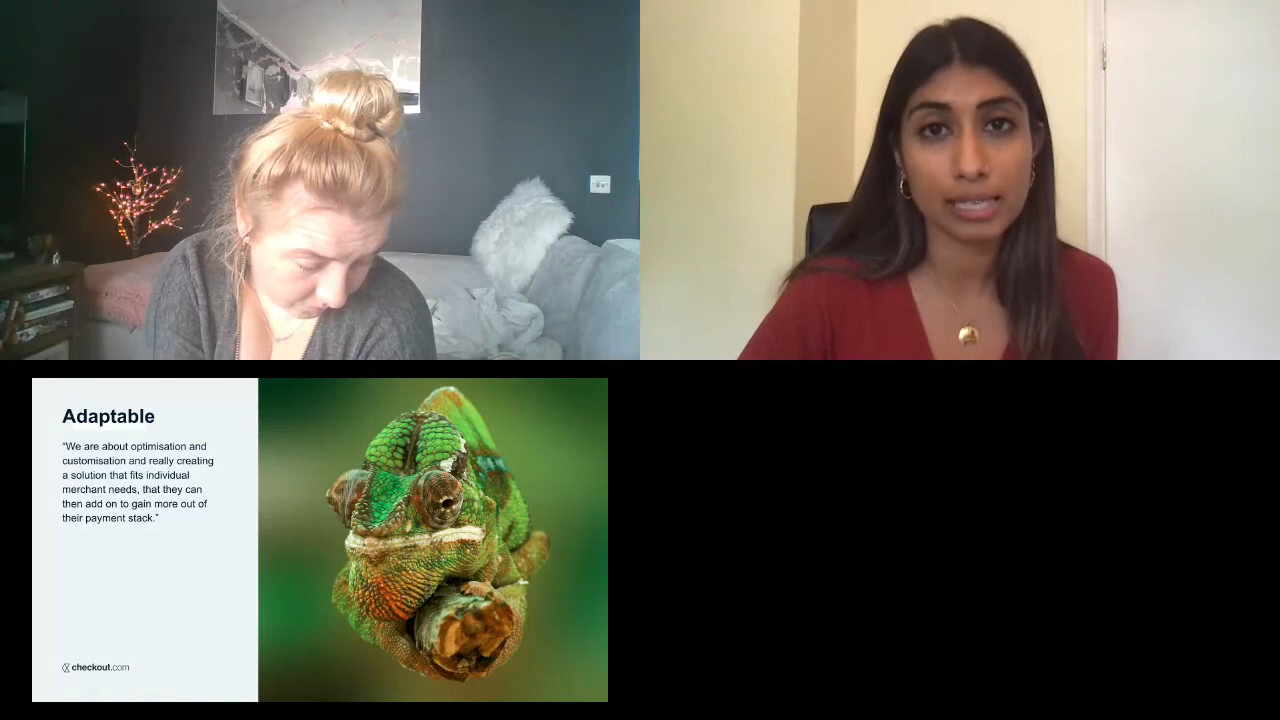 Adaptable
“We are about optimisation and
customisation and really creating
a solution that fits individual
merchant needs, that they can
then add on to gain more out of
their payment stack.”
checkout.com